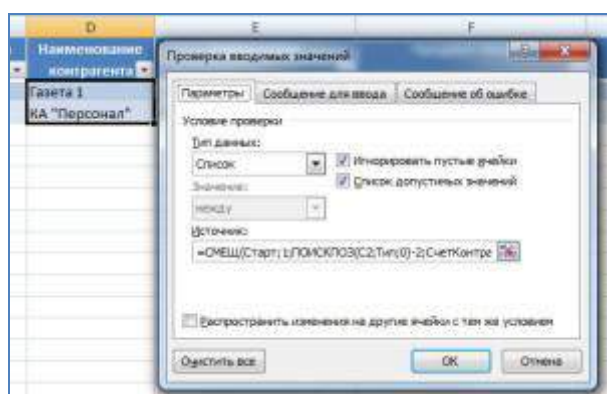 D E F
Наименование
контрагента
Газета 1
КА "Персонал"
Проверка вводимых значений
Параметры Сообщение для ввода Сообщение об ошибке
Условие проверки
Тип данных:
Список Игнорировать пустые ячейки
Значение: Список допустимых значений
между
Источник:
=СМЕЩ(Старт;1;ПОИСКПОЗ(C2;Тип;0)-2;СчетКонтре
Распространить изменения на другие ячейки с тем же условием
Очистить все ОК Отмена